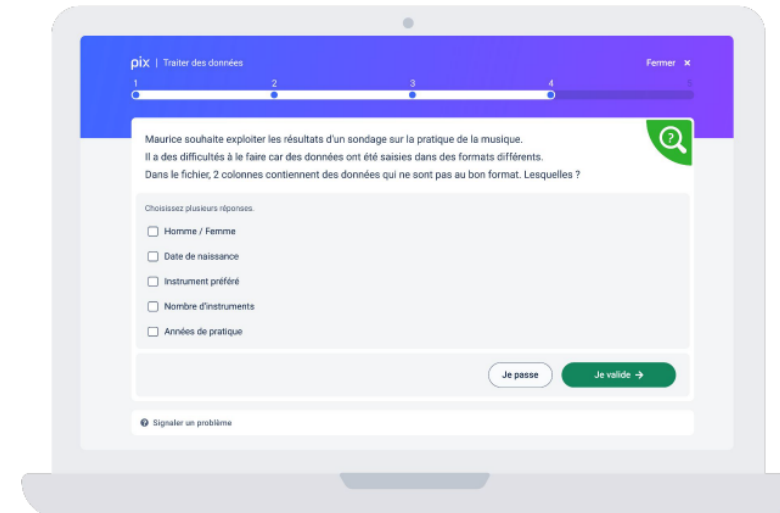 pix | Traiter des données
Fermer ×
1 2 3 4 5
Maurice souhaite exploiter les résultats d'un sondage sur la pratique de la musique.
Il a des difficultés à le faire car des données ont été saisies dans des formats différents.
Dans le fichier, 2 colonnes contiennent des données qui ne sont pas au bon format. Lesquelles ?
Choisissez plusieurs réponses.
Homme / Femme
Date de naissance
Instrument préféré
Nombre d'instruments
Années de pratique
Je passe
Je valide →
Signaler un problème